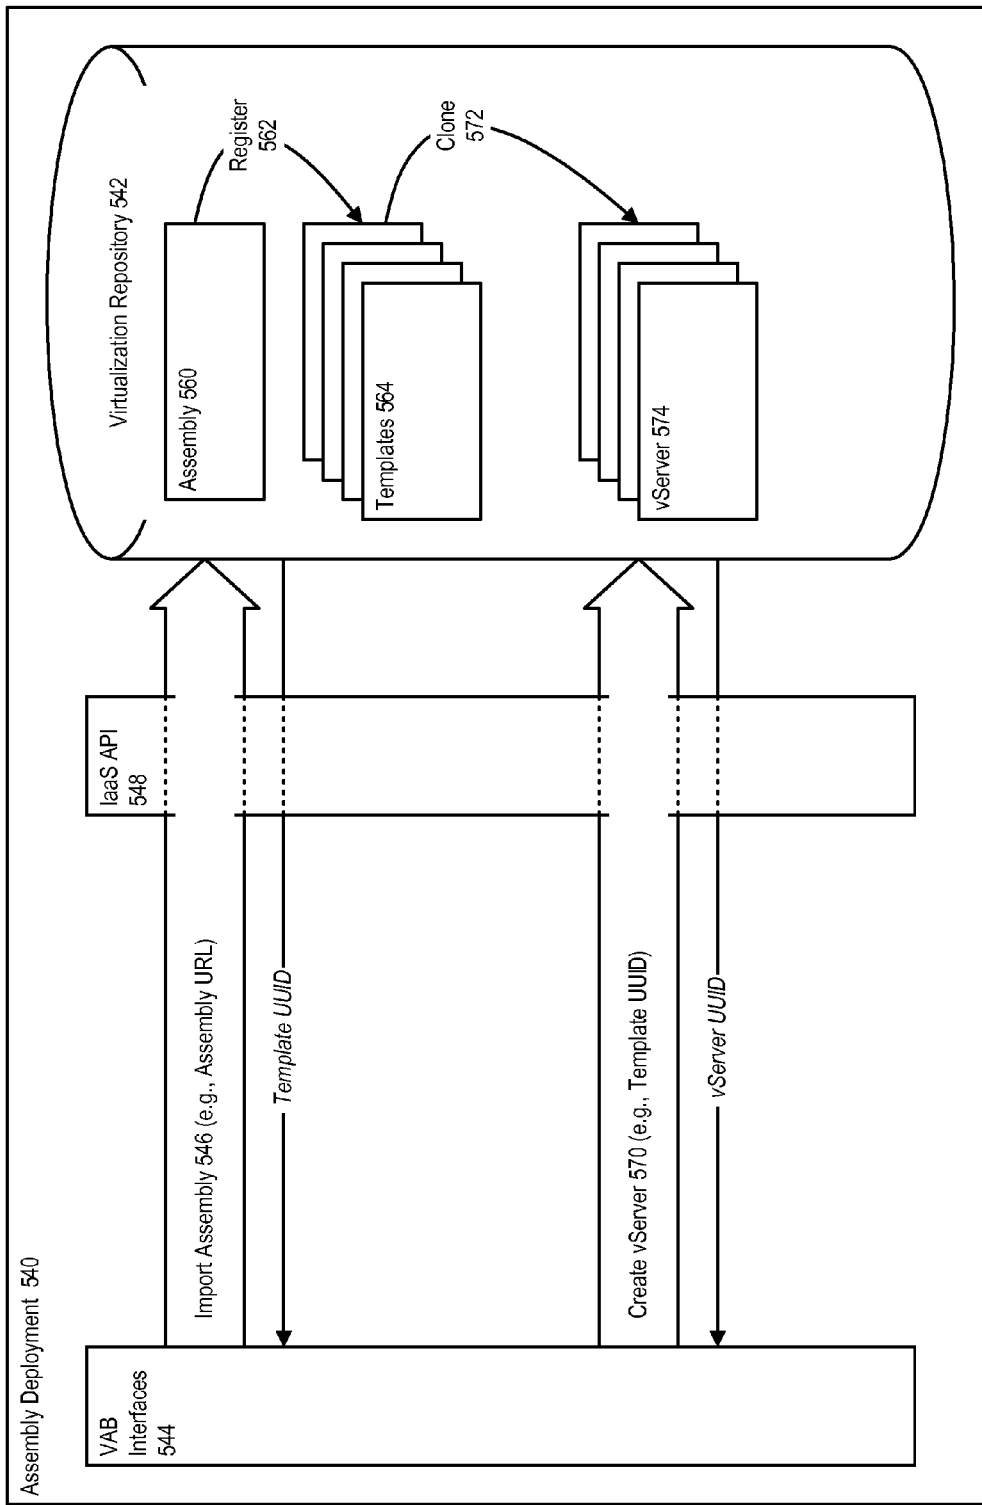 Assembly Deployment 540
VAB
Interfaces
544
Import Assembly 546 (e.g., Assembly URL)
Template UUID
Create vServer 570 (e.g., Template UUID)
vServer UUID
IaaS API
548
Virtualization Repository 542
Assembly 560
Register
562
Templates 564
Clone
572
vServer 574